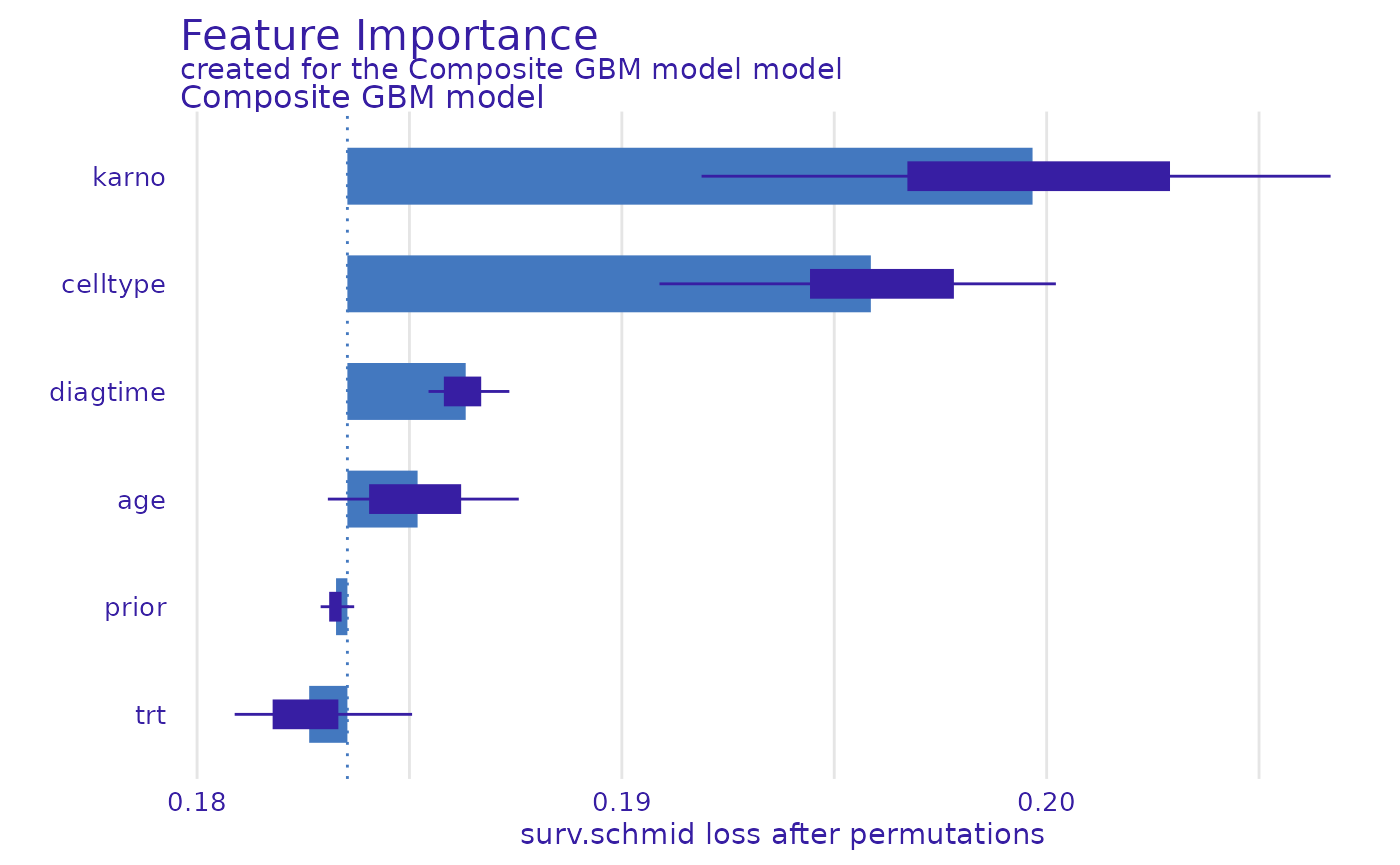 Feature Importance
created for the Composite GBM model model
Composite GBM model
karno
celltype
diagtime
age
prior
trt
0.18 0.19 0.20
surv.schmid loss after permutations